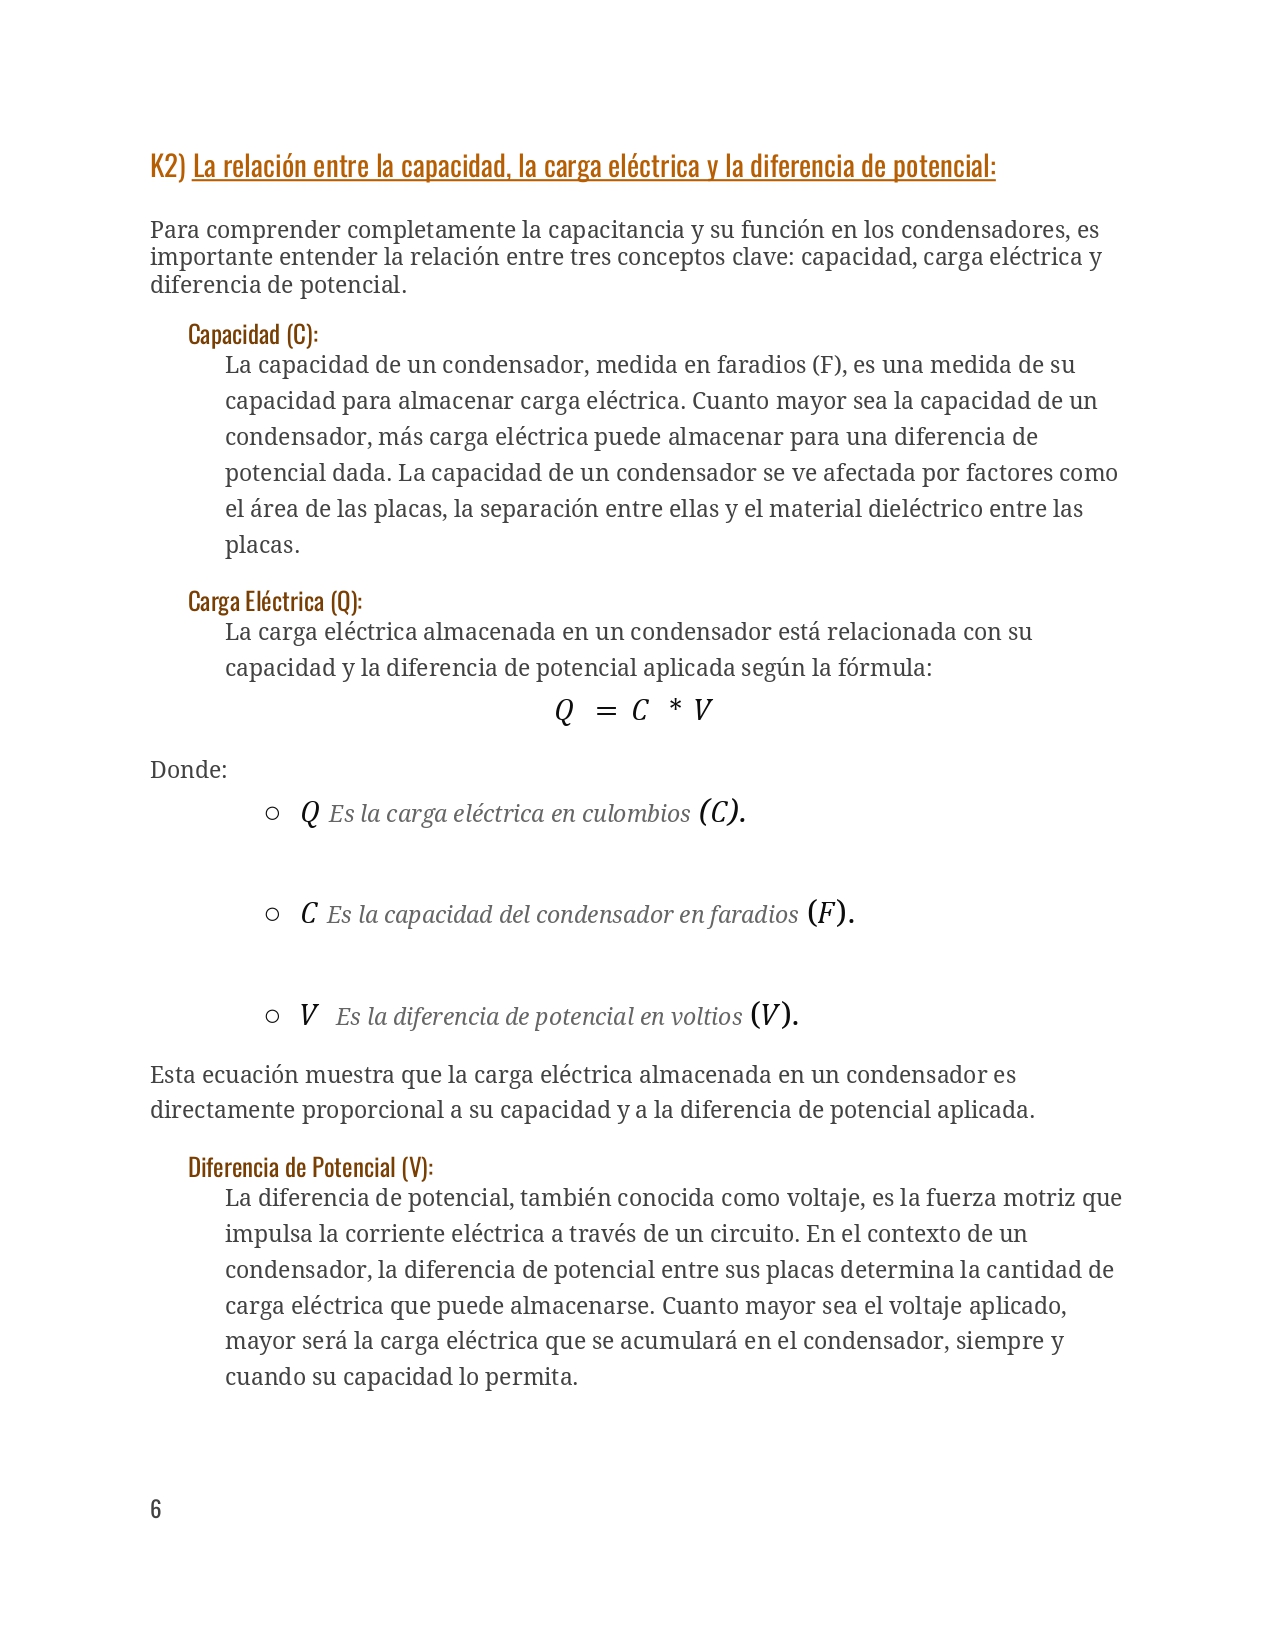 K2) La relación entre la capacidad, la carga eléctrica y la diferencia de potencial:
Para comprender completamente la capacitancia y su función en los condensadores, es
importante entender la relación entre tres conceptos clave: capacidad, carga eléctrica y
diferencia de potencial.
Capacidad (C):
La capacidad de un condensador, medida en faradios (F), es una medida de su
capacidad para almacenar carga eléctrica. Cuanto mayor sea la capacidad de un
condensador, más carga eléctrica puede almacenar para una diferencia de
potencial dada. La capacidad de un condensador se ve afectada por factores como
el área de las placas, la separación entre ellas y el material dieléctrico entre las
placas.
Carga Eléctrica (Q):
La carga eléctrica almacenada en un condensador está relacionada con su
capacidad y la diferencia de potencial aplicada según la fórmula:
Q = C * V
Donde:
○ Q Es la carga eléctrica en culombios (C).
○ C Es la capacidad del condensador en faradios (F).
○ V Es la diferencia de potencial en voltios (V).
Esta ecuación muestra que la carga eléctrica almacenada en un condensador es
directamente proporcional a su capacidad y a la diferencia de potencial aplicada.
Diferencia de Potencial (V):
La diferencia de potencial, también conocida como voltaje, es la fuerza motriz que
impulsa la corriente eléctrica a través de un circuito. En el contexto de un
condensador, la diferencia de potencial entre sus placas determina la cantidad de
carga eléctrica que puede almacenarse. Cuanto mayor sea el voltaje aplicado,
mayor será la carga eléctrica que se acumulará en el condensador, siempre y
cuando su capacidad lo permita.
6